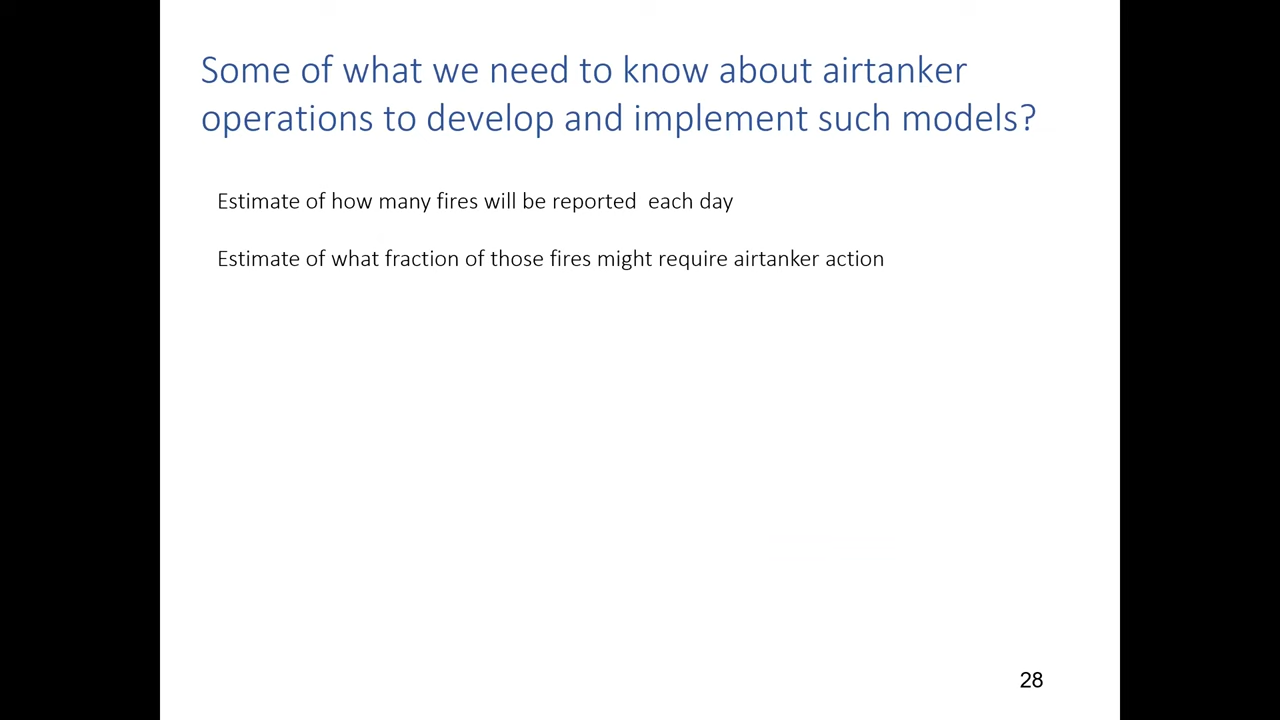 Some of what we need to know about airtanker
operations to develop and implement such models?
Estimate of how many fires will be reported  each day
Estimate of what fraction of those fires might require airtanker action
28